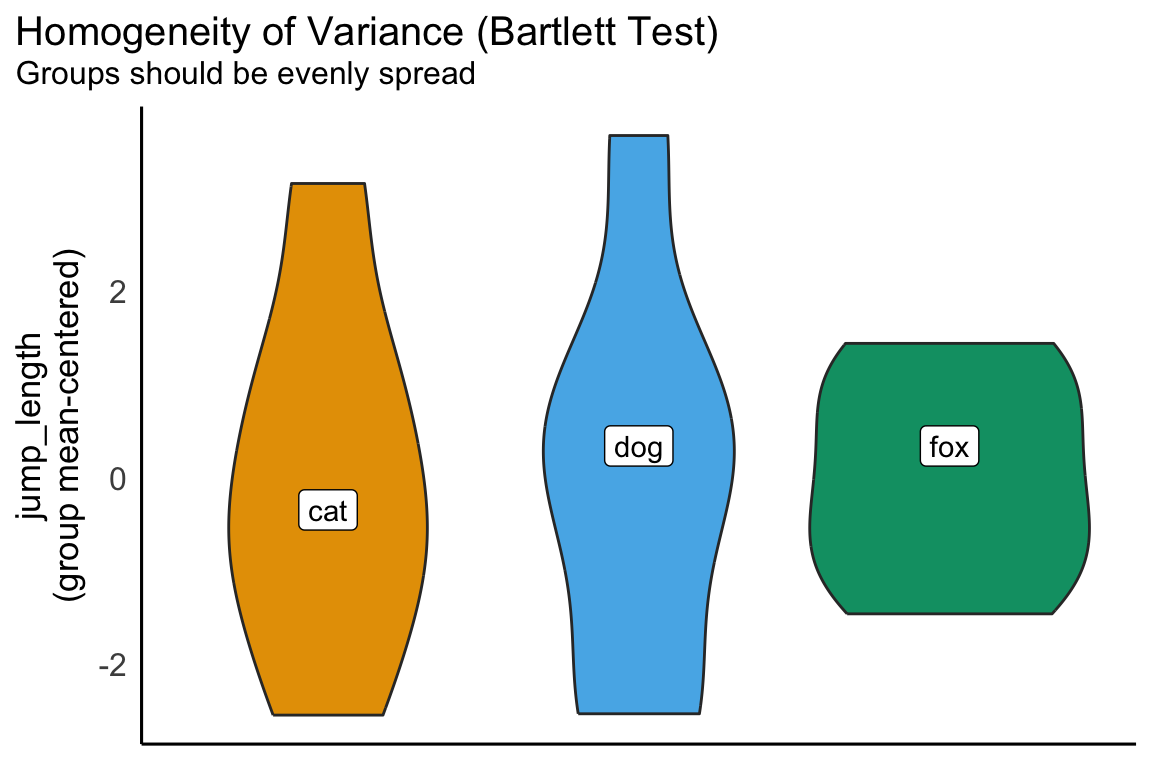 Homogeneity of Variance (Bartlett Test)
Groups should be evenly spread
jump_length
(group mean-centered)
2
0
-2
cat
dog
fox